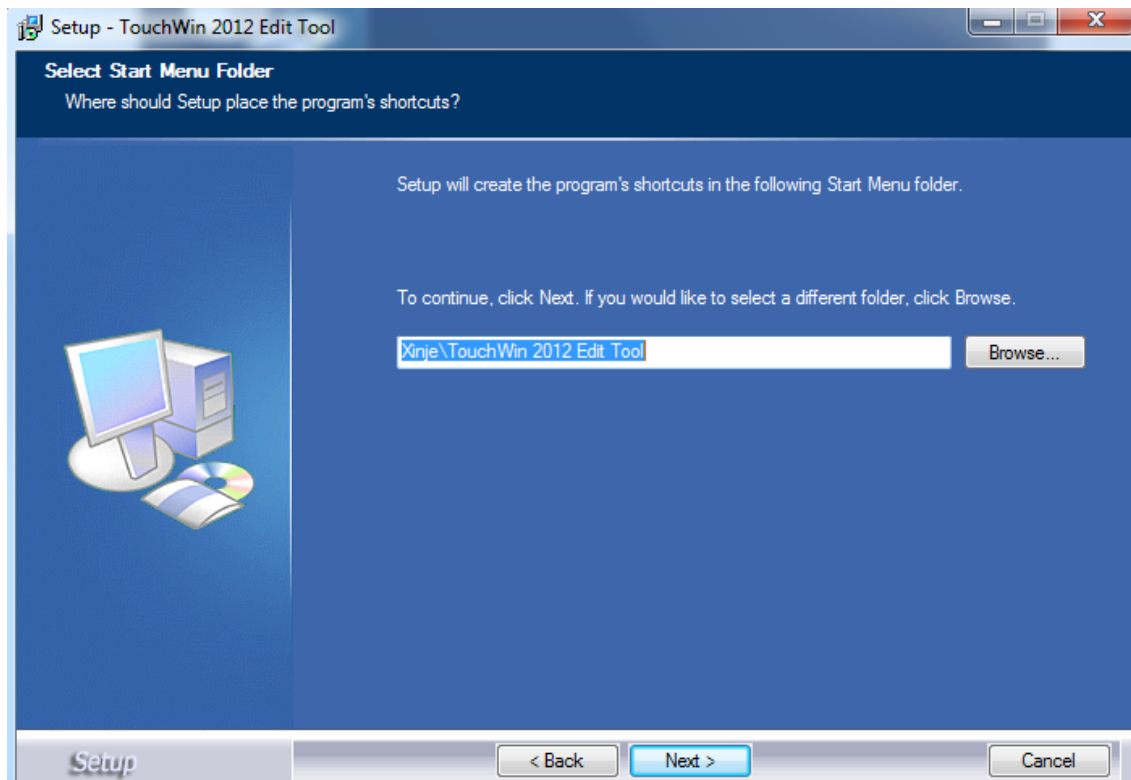 Setup - TouchWin 2012 Edit Tool
Select Start Menu Folder
Where should Setup place the program's shortcuts?
Setup will create the program's shortcuts in the following Start Menu folder.
To continue, click Next. If you would like to select a different folder, click Browse.
Xinje\TouchWin 2012 Edit Tool
Browse...
Setup
< Back
Next >
Cancel